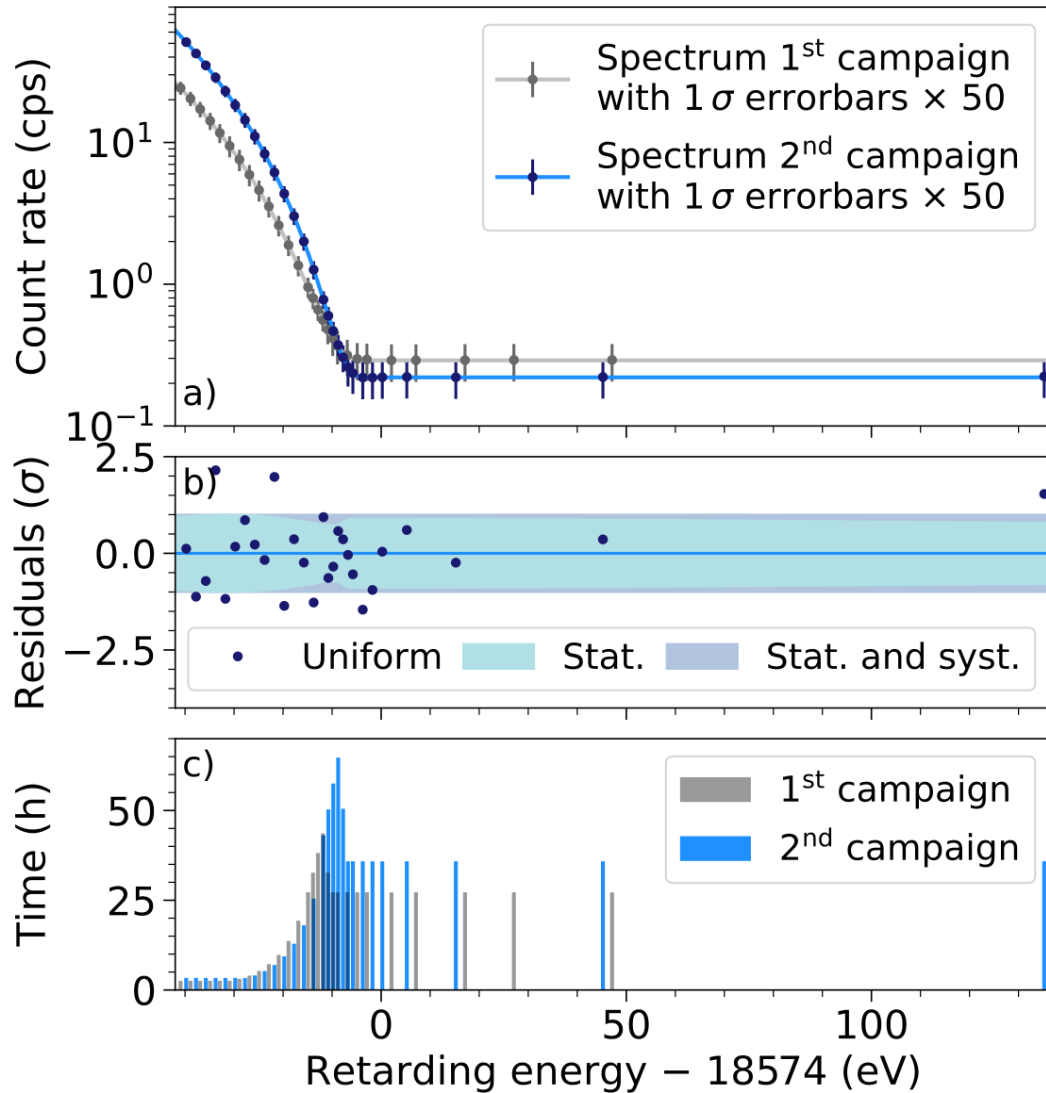 Count rate (cps)
10¹
10⁰
10⁻¹
a)
Spectrum 1ˢᵗ campaign
with 1 σ errorbars × 50
Spectrum 2ⁿᵈ campaign
with 1 σ errorbars × 50
Residuals (σ)
2.5
0.0
−2.5
b)
Uniform
Stat.
Stat. and syst.
Time (h)
50
25
0
c)
1ˢᵗ campaign
2ⁿᵈ campaign
0 50 100
Retarding energy − 18574 (eV)